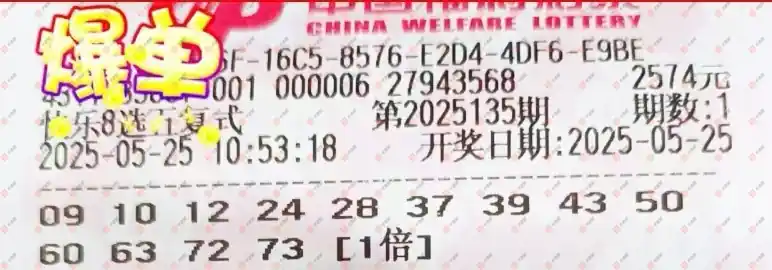 CHINA WELFARE LOTTERY
爆单
6F-16C5-8576-E2D4-4DF6-E9BE
001 000006 27943568 2574元
快乐8选五复式 第2025135期 期数:1
2025-05-25 10:53:18 开奖日期:2025-05-25
09 10 12 24 28 37 39 43 50
60 63 72 73 [1倍]